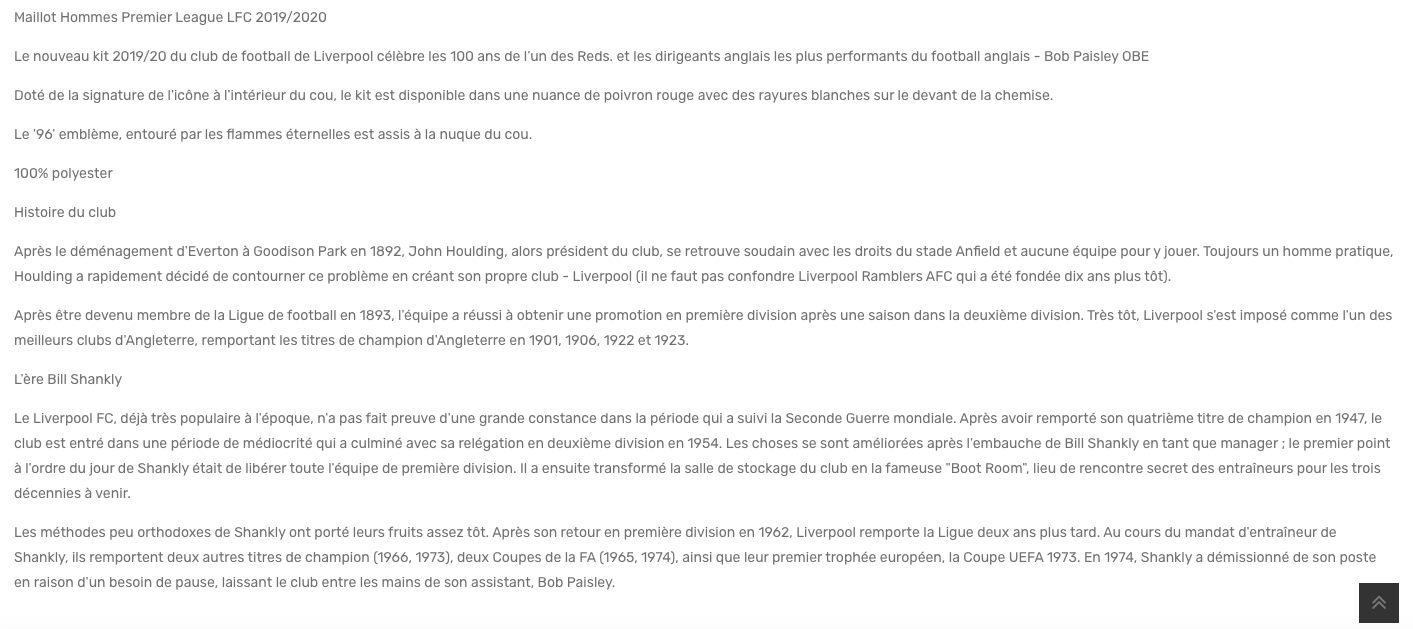 Maillot Hommes Premier League LFC 2019/2020
Le nouveau kit 2019/20 du club de football de Liverpool célèbre les 100 ans de l'un des Reds. et les dirigeants anglais les plus performants du football anglais - Bob Paisley OBE
Doté de la signature de l'icône à l'intérieur du cou, le kit est disponible dans une nuance de poivron rouge avec des rayures blanches sur le devant de la chemise.
Le '96' emblème, entouré par les flammes éternelles est assis à la nuque du cou.
100% polyester
Histoire du club
Après le déménagement d'Everton à Goodison Park en 1892, John Houlding, alors président du club, se retrouve soudain avec les droits du stade Anfield et aucune équipe pour y jouer. Toujours un homme pratique,
Houlding a rapidement décidé de contourner ce problème en créant son propre club - Liverpool (il ne faut pas confondre Liverpool Ramblers AFC qui a été fondée dix ans plus tôt).
Après être devenu membre de la Ligue de football en 1893, l'équipe a réussi à obtenir une promotion en première division après une saison dans la deuxième division. Très tôt, Liverpool s'est imposé comme l'un des
meilleurs clubs d'Angleterre, remportant les titres de champion d'Angleterre en 1901, 1906, 1922 et 1923.
L'ère Bill Shankly
Le Liverpool FC, déjà très populaire à l'époque, n'a pas fait preuve d'une grande constance dans la période qui a suivi la Seconde Guerre mondiale. Après avoir remporté son quatrième titre de champion en 1947, le
club est entré dans une période de médiocrité qui a culminé avec sa relégation en deuxième division en 1954. Les choses se sont améliorées après l'embauche de Bill Shankly en tant que manager ; le premier point
à l'ordre du jour de Shankly était de libérer toute l'équipe de première division. Il a ensuite transformé la salle de stockage du club en la fameuse "Boot Room", lieu de rencontre secret des entraîneurs pour les trois
décennies à venir.
Les méthodes peu orthodoxes de Shankly ont porté leurs fruits assez tôt. Après son retour en première division en 1962, Liverpool remporte la Ligue deux ans plus tard. Au cours du mandat d'entraîneur de
Shankly, ils remportent deux autres titres de champion (1966, 1973), deux Coupes de la FA (1965, 1974), ainsi que leur premier trophée européen, la Coupe UEFA 1973. En 1974, Shankly a démissionné de son poste
en raison d'un besoin de pause, laissant le club entre les mains de son assistant, Bob Paisley.